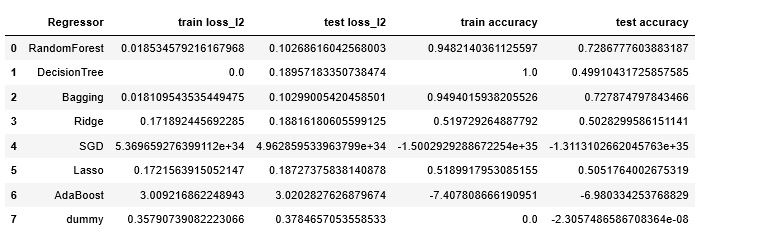 Regressor train loss_l2 test loss_l2 train accuracy test accuracy
0 RandomForest 0.018534579216167968 0.10268616042568003 0.9482140361125597 0.7286777603883187
1 DecisionTree 0.0 0.18957183350738474 1.0 0.49910431725857585
2 Bagging 0.018109543535449475 0.10299005420458501 0.9494015938205526 0.727874797843466
3 Ridge 0.171892445692285 0.18816180605599125 0.519729264887792 0.5028299586151141
4 SGD 5.369659276399112e+34 4.962859533963799e+34 -1.5002929288672254e+35 -1.3113102662045763e+35
5 Lasso 0.1721563915052147 0.18727375838140878 0.5189917953085155 0.5051764002675319
6 AdaBoost 3.009216862248943 3.0202827626879674 -7.407808666190951 -6.980334253768829
7 dummy 0.35790739082223066 0.3784657053558533 0.0 -2.3057486586708364e-08